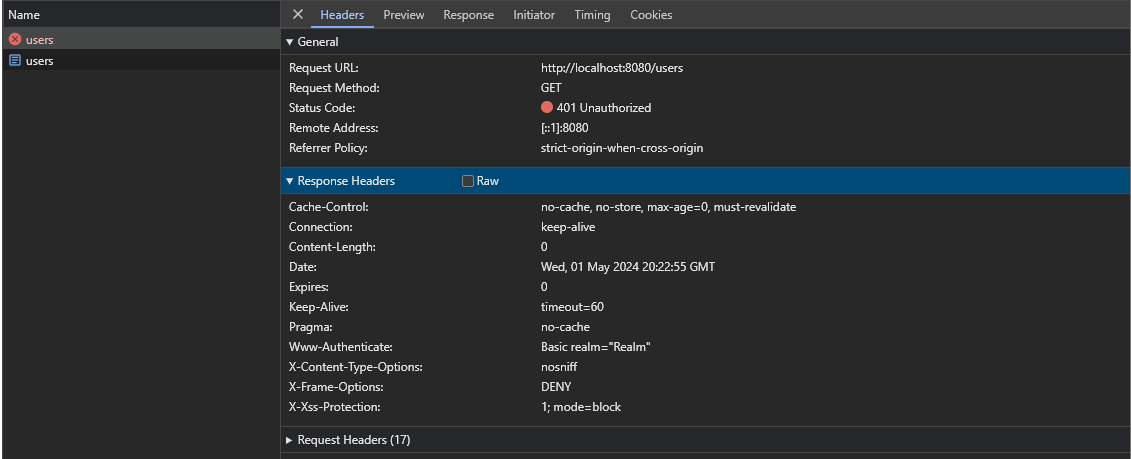 Name
users
users
Headers Preview Response Initiator Timing Cookies
General
Request URL: http://localhost:8080/users
Request Method: GET
Status Code: 401 Unauthorized
Remote Address: [::1]:8080
Referrer Policy: strict-origin-when-cross-origin
Response Headers Raw
Cache-Control: no-cache, no-store, max-age=0, must-revalidate
Connection: keep-alive
Content-Length: 0
Date: Wed, 01 May 2024 20:22:55 GMT
Expires: 0
Keep-Alive: timeout=60
Pragma: no-cache
Www-Authenticate: Basic realm="Realm"
X-Content-Type-Options: nosniff
X-Frame-Options: DENY
X-Xss-Protection: 1; mode=block
Request Headers (17)